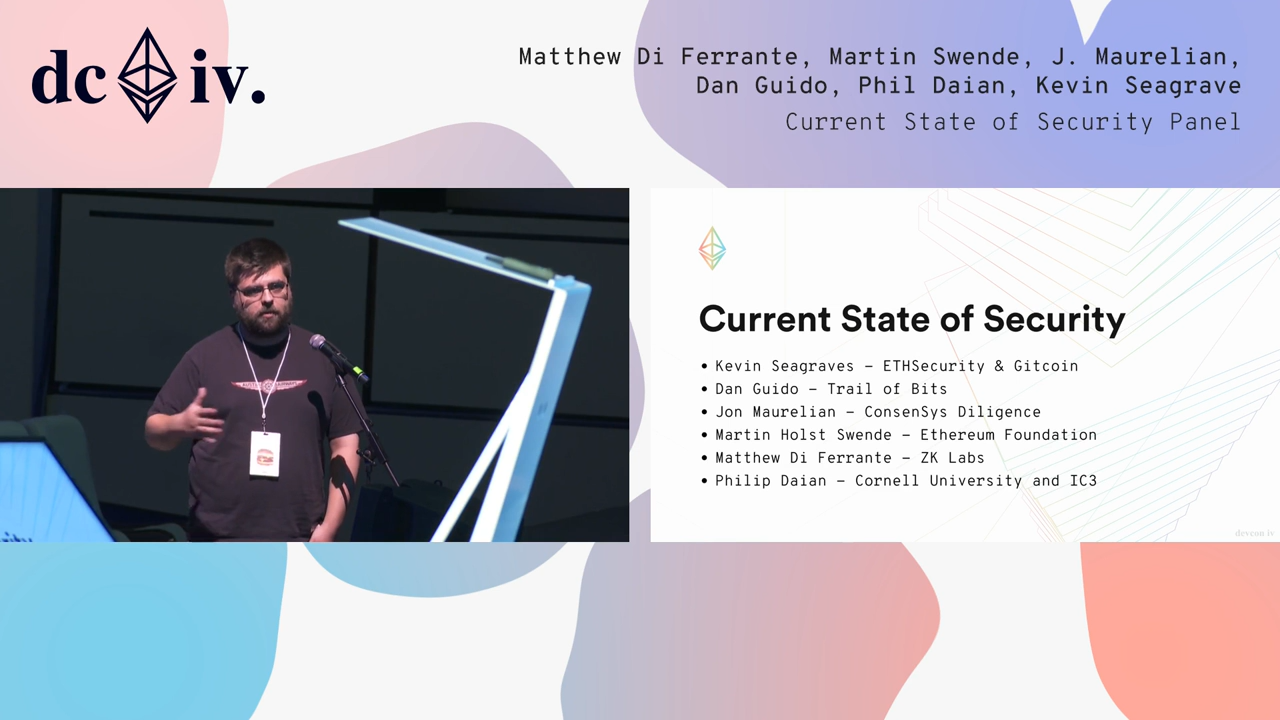 dc iv.
Matthew Di Ferrante, Martin Swende, J. Maurelian,
Dan Guido, Phil Daian, Kevin Seagrave
Current State of Security Panel
Current State of Security
• Kevin Seagraves – ETHSecurity & Gitcoin
• Dan Guido – Trail of Bits
• Jon Maurelian – ConsenSys Diligence
• Martin Holst Swende – Ethereum Foundation
• Matthew Di Ferrante – ZK Labs
• Philip Daian – Cornell University and IC3
devcon iv